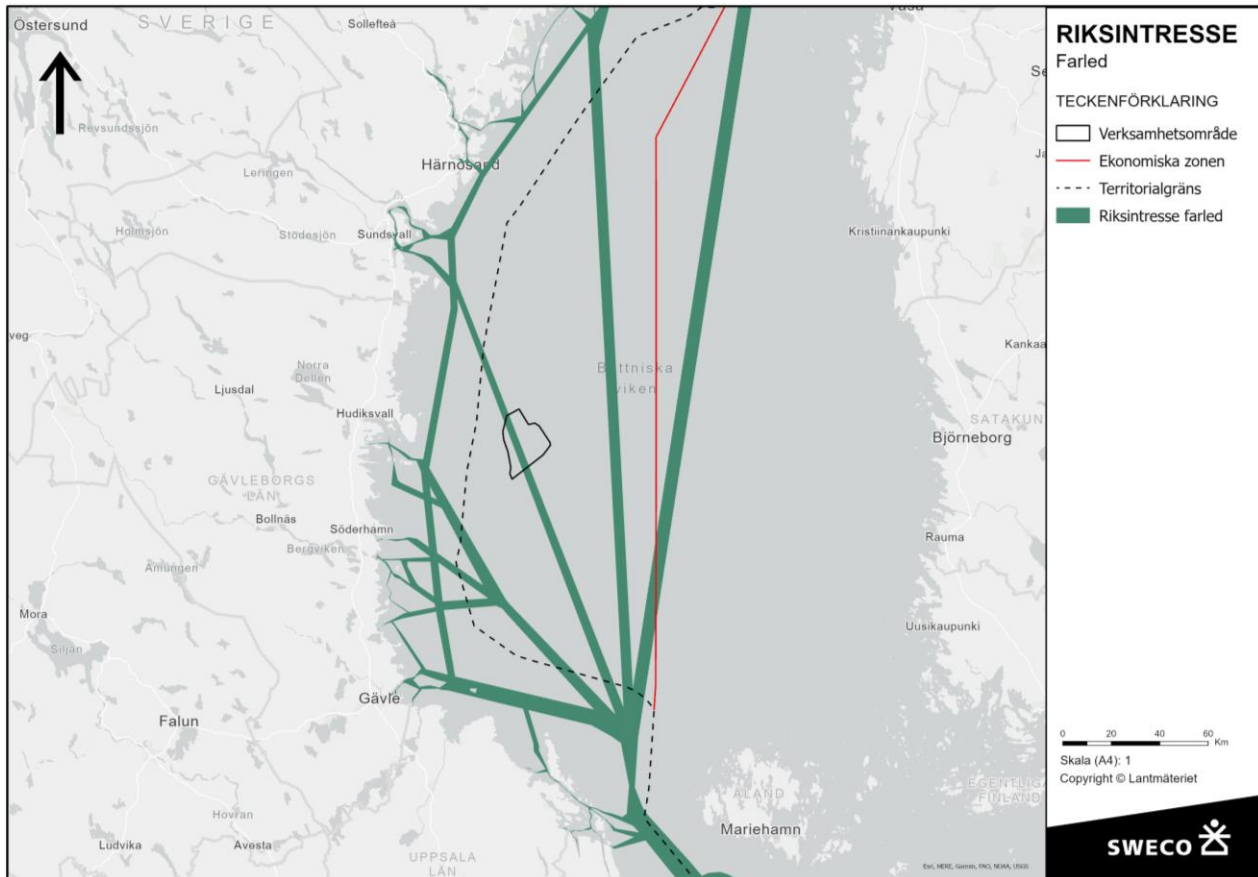 Östersund
SVERIGE
Sollefteå
Vasa
Revsundssjön
Härnösand
Leringen
Holmsjön
Stödesjön
Sundsvall
Kristiinankaupunki
veg
Norra
Dellen
Ljusdal
Hudiksvall
Bottniska
viken
Kankaa
SATAKUN
Björneborg
GÄVLEBORGS
LÄN
Bollnäs
Söderhamn
Bergviken
Amungen
Rauma
Mora
Siljan
Uusikaupunki
Gävle
Falun
Hovran
Ludvika
Avesta
UPPSALA
LÄN
ÅLAND
Mariehamn
EGENTLIGA
FINLAND
Esri, HERE, Garmin, FAO, NOAA, USGS
RIKSINTRESSE
Farled
TECKENFÖRKLARING
Verksamhetsområde
Ekonomiska zonen
Territorialgräns
Riksintresse farled
0 20 40 60
Km
Skala (A4): 1
Copyright © Lantmäteriet
SWECO